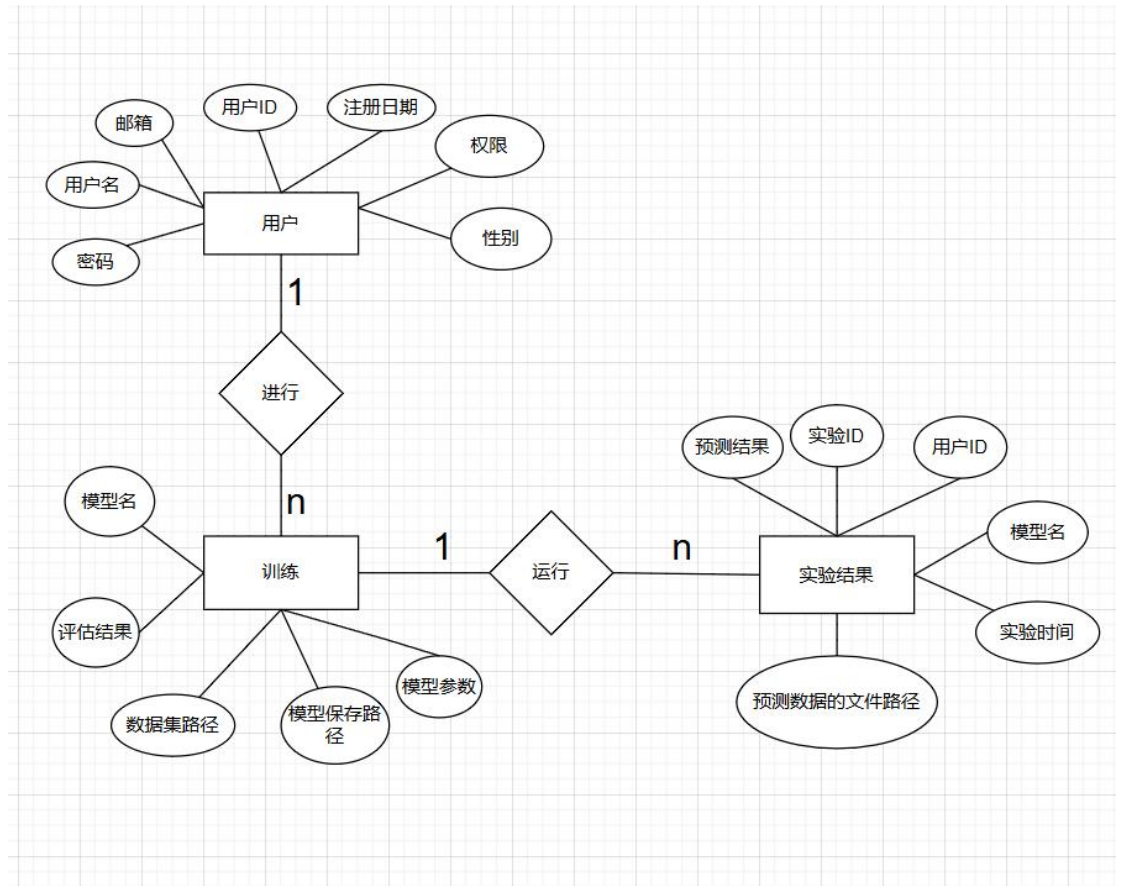 用户ID
注册日期
邮箱
权限
用户名
用户
性别
密码
1
进行
n
模型名
训练
评估结果
数据集路径
模型保存路
径
模型参数
1
运行
n
预测结果
实验ID
用户ID
模型名
实验结果
实验时间
预测数据的文件路径